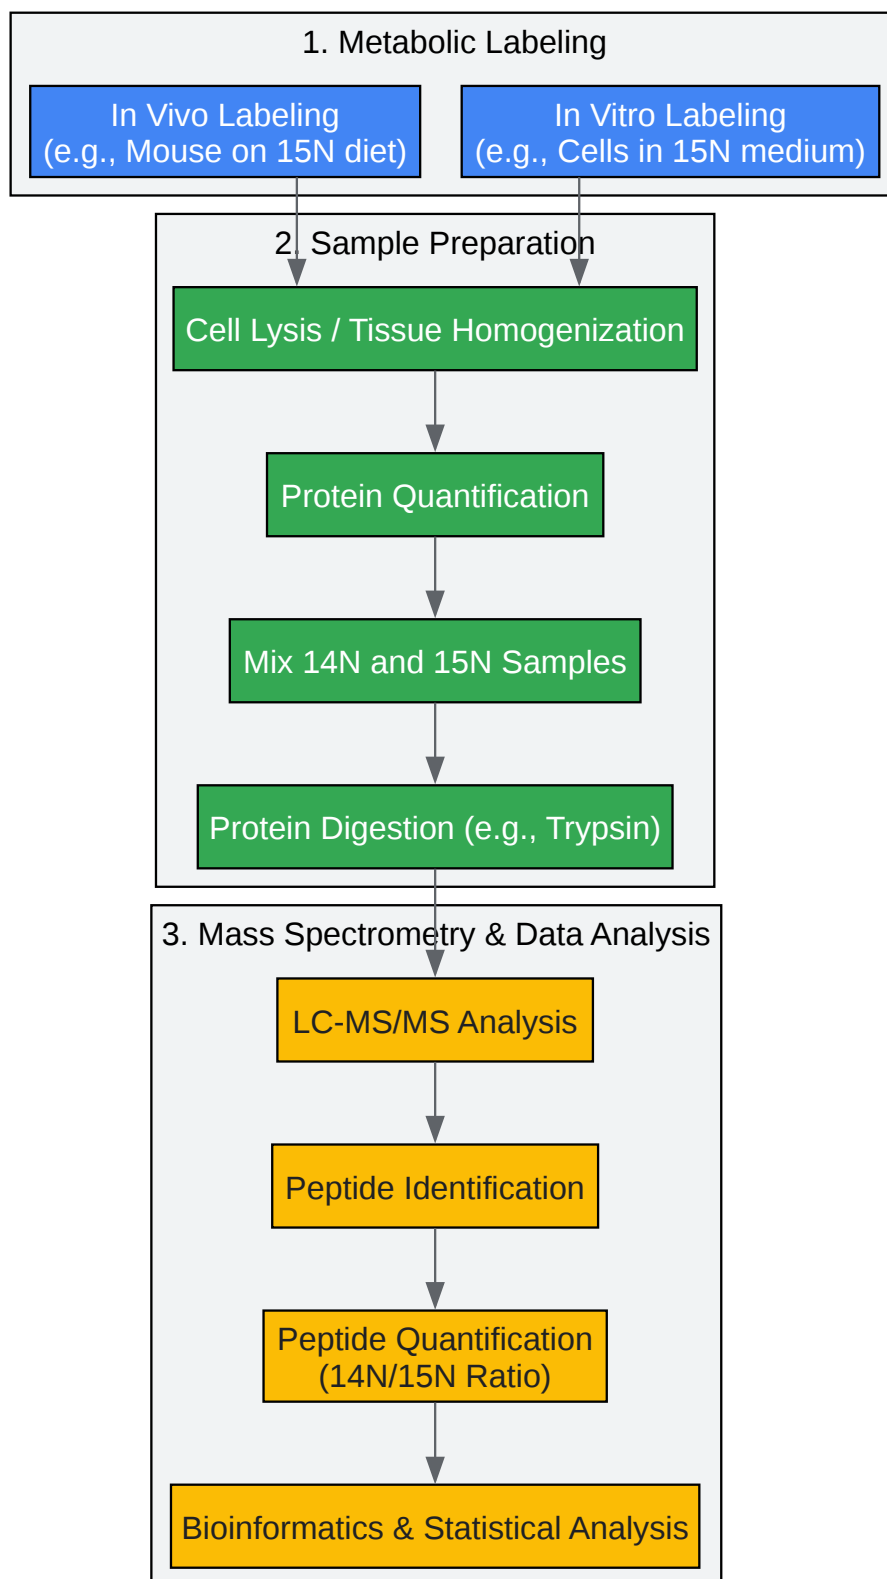 1. Metabolic Labeling
In Vivo Labeling
(e.g., Mouse on 15N diet)
In Vitro Labeling
(e.g., Cells in 15N medium)
2. Sample Preparation
Cell Lysis / Tissue Homogenization
Protein Quantification
Mix 14N and 15N Samples
Protein Digestion (e.g., Trypsin)
3. Mass Spectrometry & Data Analysis
LC-MS/MS Analysis
Peptide Identification
Peptide Quantification
(14N/15N Ratio)
Bioinformatics & Statistical Analysis